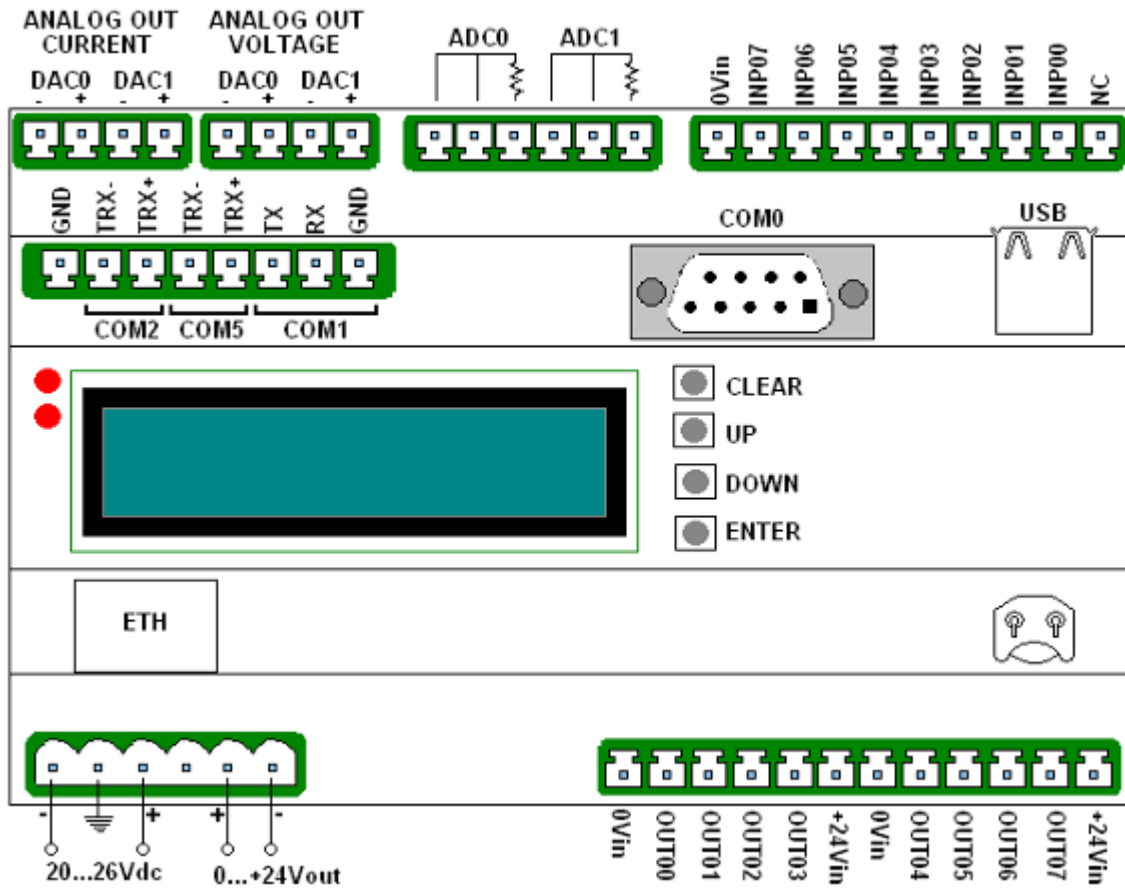 ANALOG OUT CURRENT
DAC0 DAC1
- + - +
ANALOG OUT VOLTAGE
DAC0 DAC1
- + - +
ADC0 ADC1
0Vin INP07 INP06 INP05 INP04 INP03 INP02 INP01 INP00 NC
GND TRX- TRX+ TRX- TRX+ TX RX GND
COM2 COM5 COM1
COM0
USB
CLEAR
UP
DOWN
ENTER
ETH
- + + -
20...26Vdc 0...+24Vout
0Vin OUT00 OUT01 OUT02 OUT03 +24Vin 0Vin OUT04 OUT05 OUT06 OUT07 +24Vin